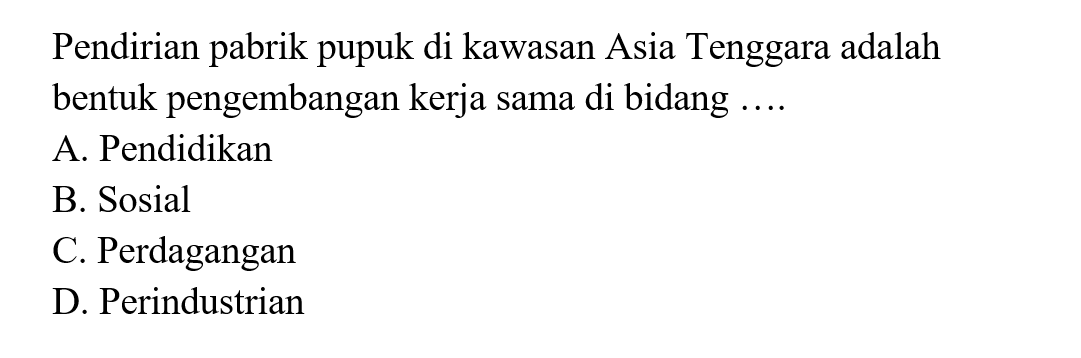 Pendirian pabrik pupuk di kawasan Asia Tenggara adalah
bentuk pengembangan kerja sama di bidang ….
A. Pendidikan
B. Sosial
C. Perdagangan
D. Perindustrian